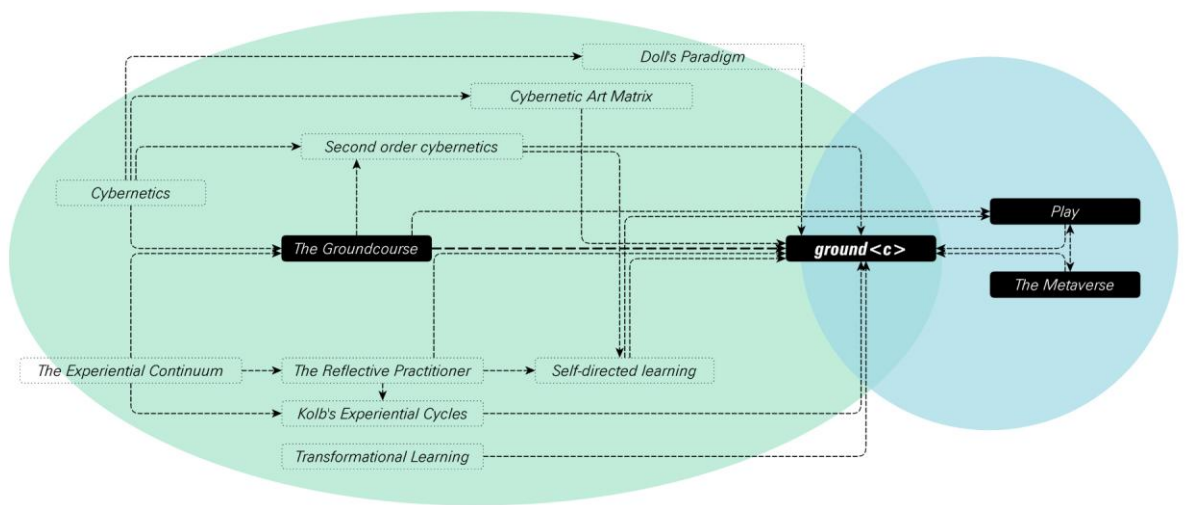 Doll's Paradigm
Cybernetic Art Matrix
Second order cybernetics
Cybernetics
Play
The Groundcourse
ground<c>
The Metaverse
The Experiential Continuum
The Reflective Practitioner
Self-directed learning
Kolb's Experiential Cycles
Transformational Learning